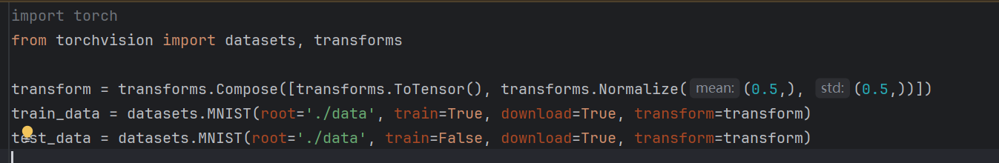 import torch
from torchvision import datasets, transforms
transform = transforms.Compose([transforms.ToTensor(), transforms.Normalize( mean: (0.5,), std: (0.5,))])
train_data = datasets.MNIST(root='./data', train=True, download=True, transform=transform)
test_data = datasets.MNIST(root='./data', train=False, download=True, transform=transform)